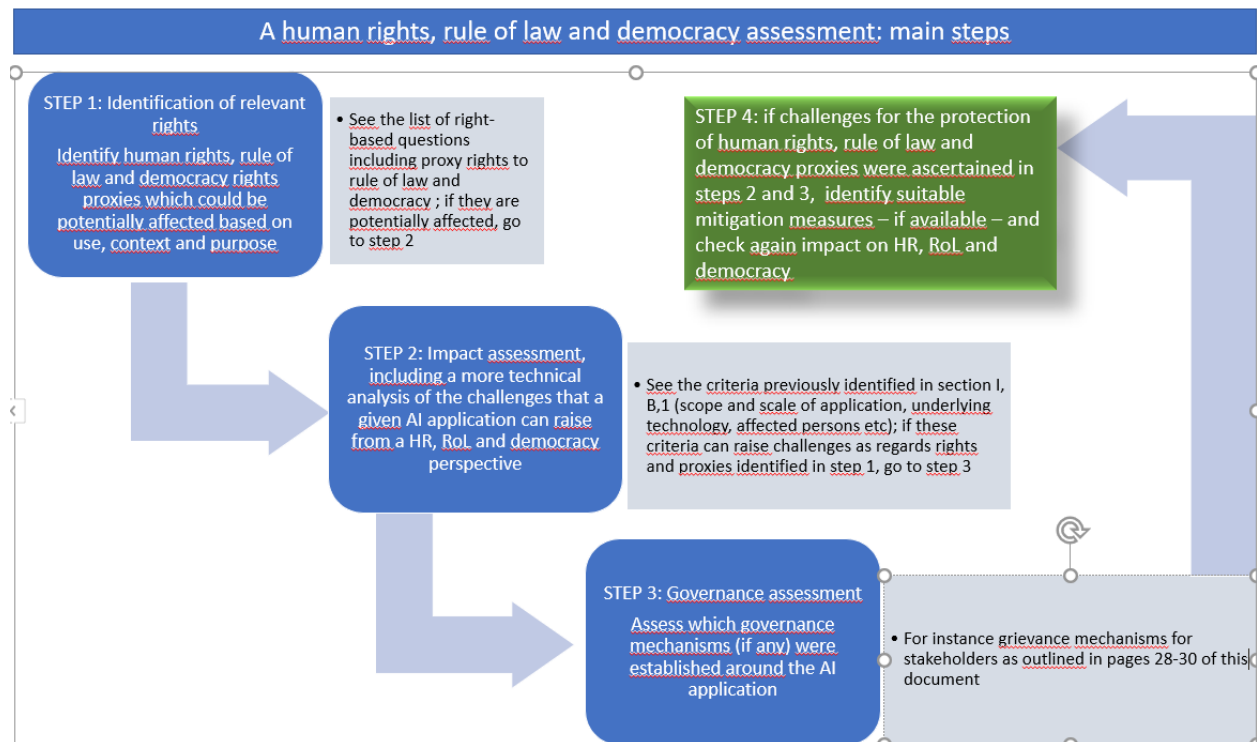 A human rights, rule of law and democracy assessment: main steps
STEP 1: Identification of relevant
rights
Identify human rights, rule of
law and democracy rights
proxies which could be
potentially affected based on
use, context and purpose
• See the list of right-
based questions
including proxy rights to
rule of law and
democracy ; if they are
potentially affected, go
to step 2
STEP 2: Impact assessment,
including a more technical
analysis of the challenges that a
given AI application can raise
from a HR, RoL and democracy
perspective
• See the criteria previously identified in section I,
B,1 (scope and scale of application, underlying
technology, affected persons etc); if these
criteria can raise challenges as regards rights
and proxies identified in step 1, go to step 3
STEP 3: Governance assessment
Assess which governance
mechanisms (if any) were
established around the AI
application
• For instance grievance mechanisms for
stakeholders as outlined in pages 28-30 of this
document
STEP 4: if challenges for the protection
of human rights, rule of law and
democracy proxies were ascertained in
steps 2 and 3,  identify suitable
mitigation measures – if available – and
check again impact on HR, RoL and
democracy